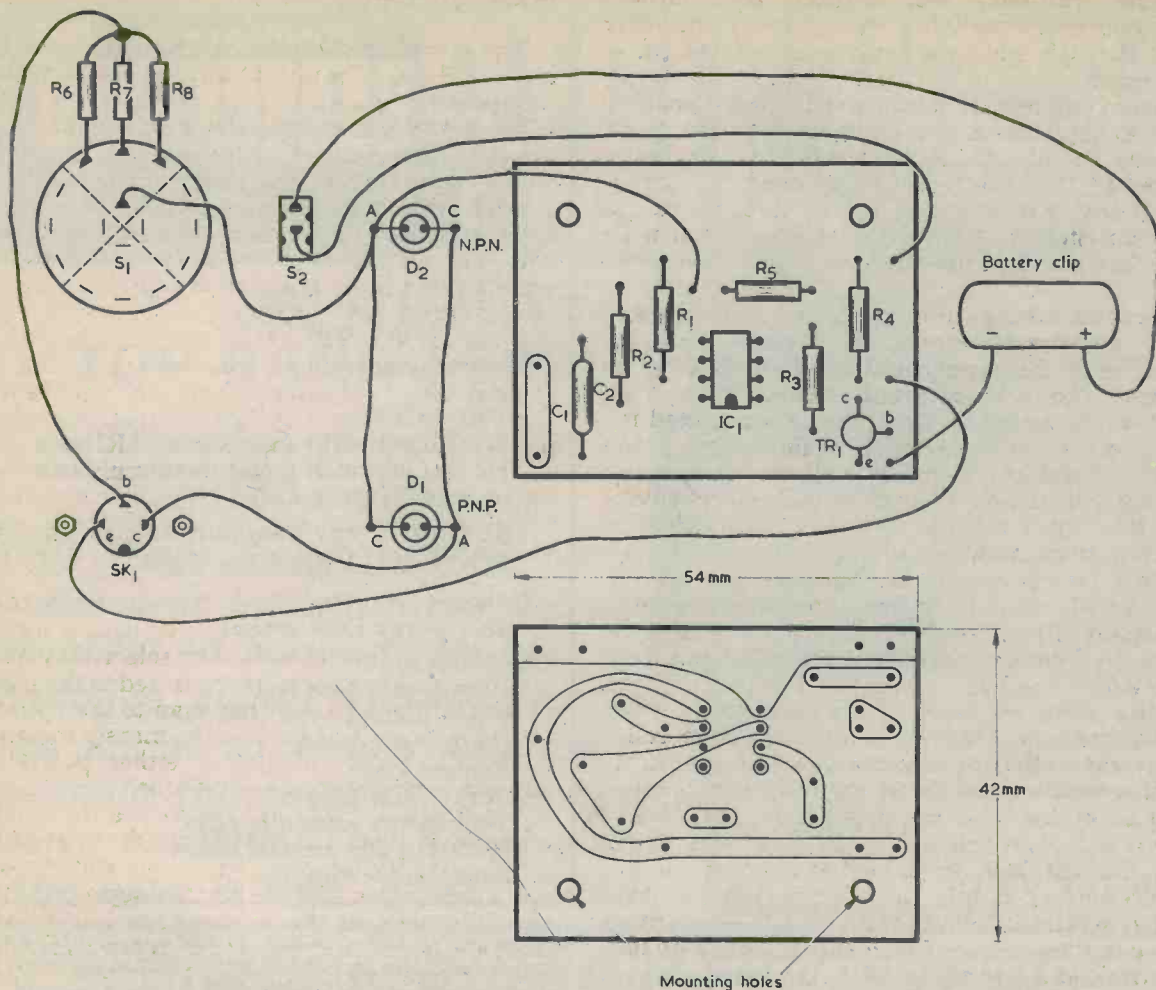 R6
R7
R8
S1
S2
A
C
N.P.N.
D2
R5
R1
R4
R2
C2
C1
R3
IC1
c
b
TR1
e
Battery clip
-
+
b
e
c
SK1
D1
P.N.P.
C
A
54 mm
42mm
Mounting holes